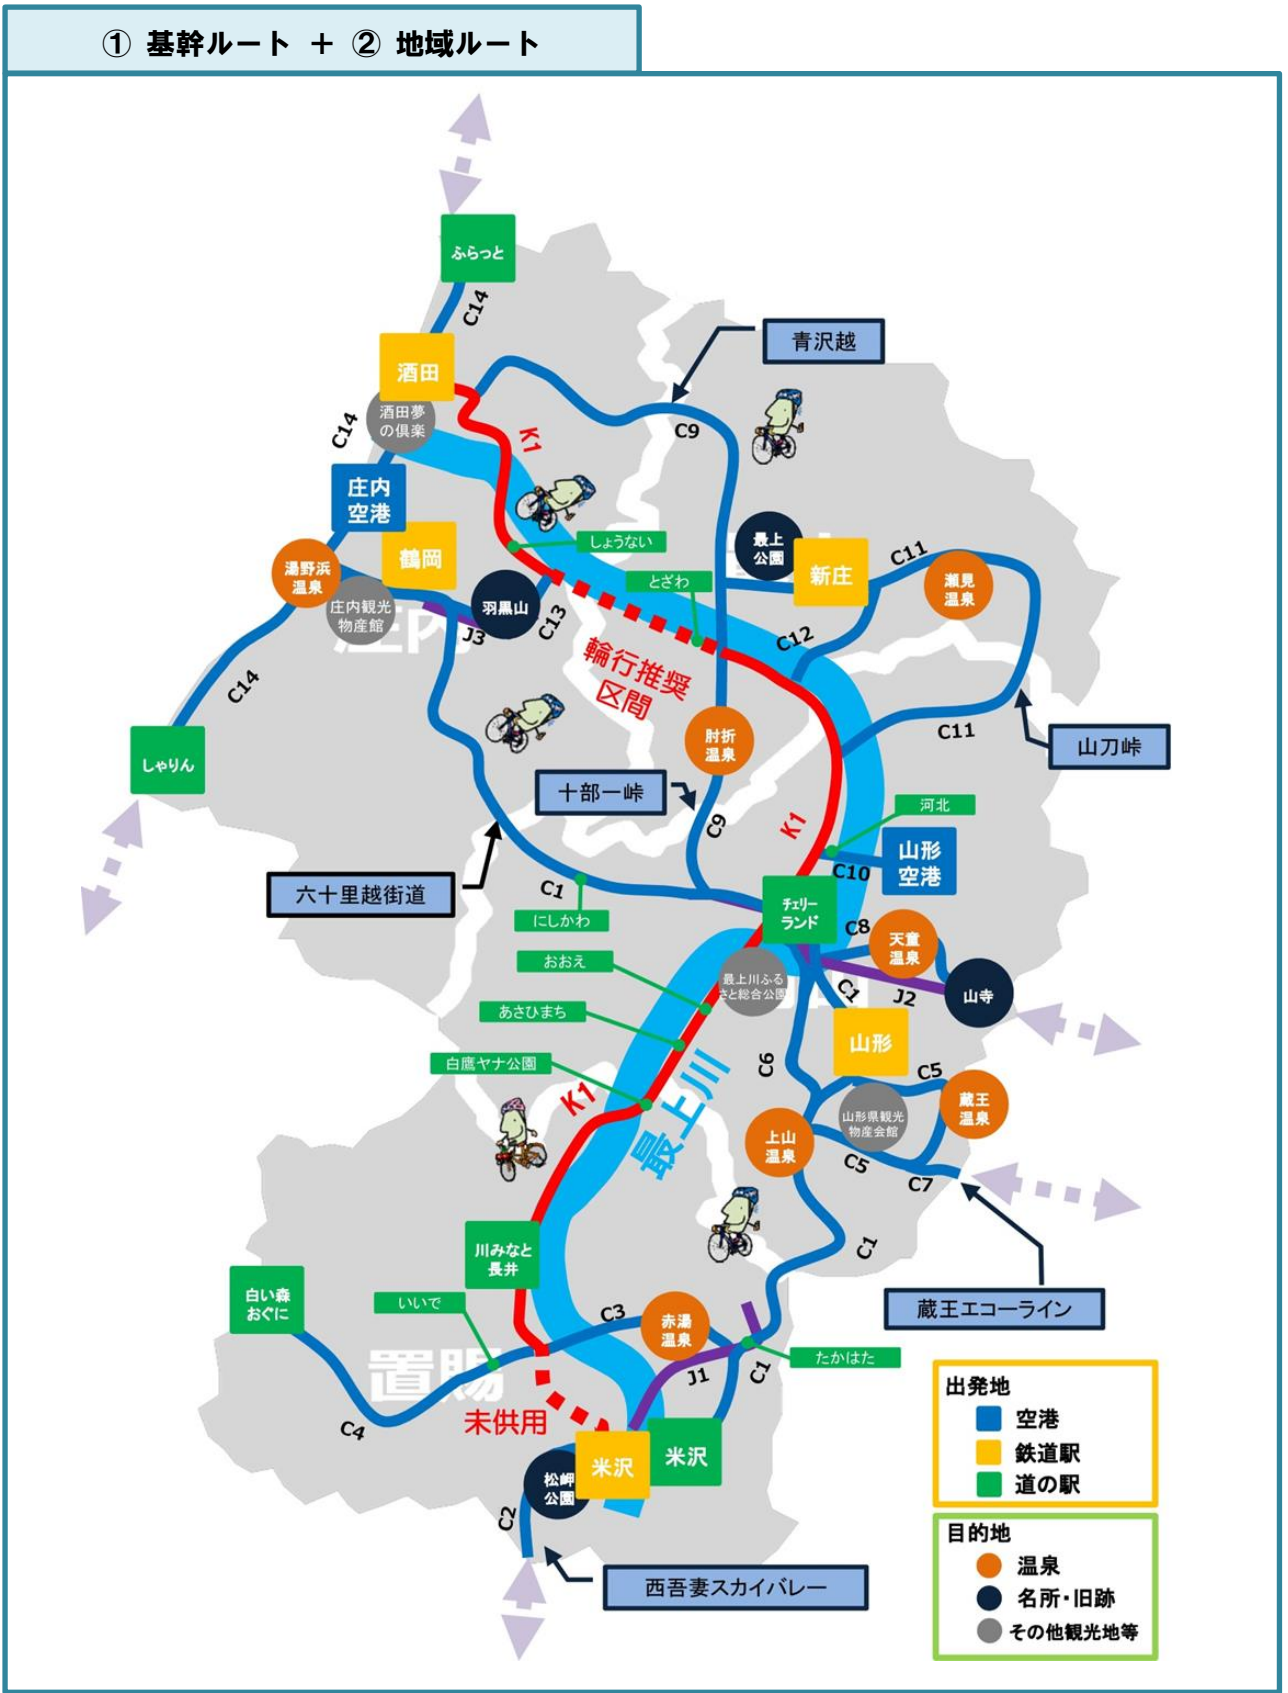 ① 基幹ルート ＋ ② 地域ルート
ふらっと
C14
青沢越
酒田
酒田夢
の倶楽
C14
K1
C9
庄内
空港
しょうない
最上
公園
鶴岡
新庄
C11
湯野浜
温泉
瀬見
温泉
とざわ
庄内観光
物産館
羽黒山
庄内
J3
C13
C12
輪行推奨
区間
C14
C11
しゃりん
肘折
温泉
山刀峠
十部一峠
C9
K1
河北
山形
空港
C10
六十里越街道
C1
チェリー
ランド
にしかわ
C8
天童
温泉
おおえ
最上川ふる
さと総合公園
C1
J2
山寺
あさひまち
山形
白鷹ヤナ公園
C6
C5
K1
最上川
蔵王
温泉
山形県観光
物産会館
上山
温泉
C5
C7
川みなと
長井
C1
白い森
おぐに
いいで
C3
赤湯
温泉
蔵王エコーライン
たかはた
置賜
J1
C1
C4
未供用
米沢
米沢
松岬
公園
C2
西吾妻スカイバレー
出発地
空港
鉄道駅
道の駅
目的地
温泉
名所・旧跡
その他観光地等